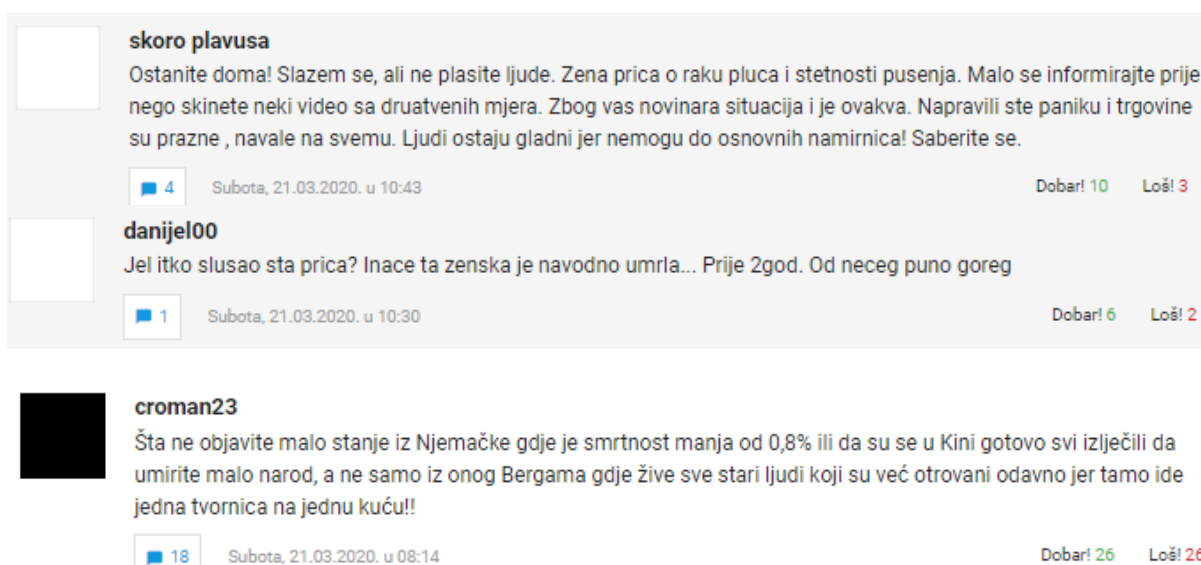 skoro plavusa
Ostanite doma! Slazem se, ali ne plasite ljude. Zena prica o raku pluca i stetnosti pusenja. Malo se informirajte prije
nego skinete neki video sa druatvenih mjera. Zbog vas novinara situacija i je ovakva. Napravili ste paniku i trgovine
su prazne , navale na svemu. Ljudi ostaju gladni jer nemogu do osnovnih namirnica! Saberite se.
4 Subota, 21.03.2020. u 10:43 Dobar! 10 Loš! 3
danijel00
Jel itko slusao sta prica? Inace ta zenska je navodno umrla... Prije 2god. Od neceg puno goreg
1 Subota, 21.03.2020. u 10:30 Dobar! 6 Loš! 2
croman23
Šta ne objavite malo stanje iz Njemačke gdje je smrtnost manja od 0,8% ili da su se u Kini gotovo svi izlječili da
umirite malo narod, a ne samo iz onog Bergama gdje žive sve stari ljudi koji su već otrovani odavno jer tamo ide
jedna tvornica na jednu kuću!!
18 Subota, 21.03.2020. u 08:14 Dobar! 26 Loš! 26